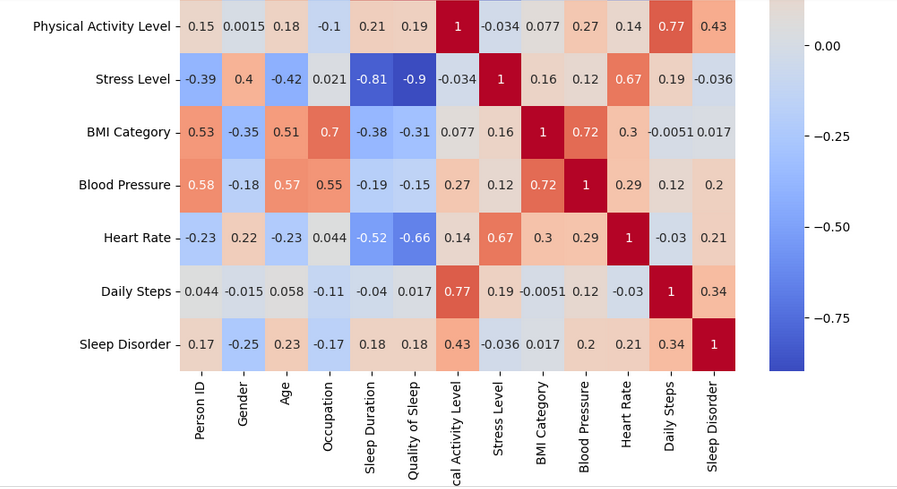 Physical Activity Level 0.15 0.0015 0.18 -0.1 0.21 0.19 1 -0.034 0.077 0.27 0.14 0.77 0.43
0.00
Stress Level -0.39 0.4 -0.42 0.021 -0.81 -0.9 -0.034 1 0.16 0.12 0.67 0.19 -0.036
BMI Category 0.53 -0.35 0.51 0.7 -0.38 -0.31 0.077 0.16 1 0.72 0.3 -0.0051 0.017
−0.25
Blood Pressure 0.58 -0.18 0.57 0.55 -0.19 -0.15 0.27 0.12 0.72 1 0.29 0.12 0.2
−0.50
Heart Rate -0.23 0.22 -0.23 0.044 -0.52 -0.66 0.14 0.67 0.3 0.29 1 -0.03 0.21
Daily Steps 0.044 -0.015 0.058 -0.11 -0.04 0.017 0.77 0.19 -0.0051 0.12 -0.03 1 0.34
−0.75
Sleep Disorder 0.17 -0.25 0.23 -0.17 0.18 0.18 0.43 -0.036 0.017 0.2 0.21 0.34 1
Person ID
Gender
Age
Occupation
Sleep Duration
Quality of Sleep
cal Activity Level
Stress Level
BMI Category
Blood Pressure
Heart Rate
Daily Steps
Sleep Disorder